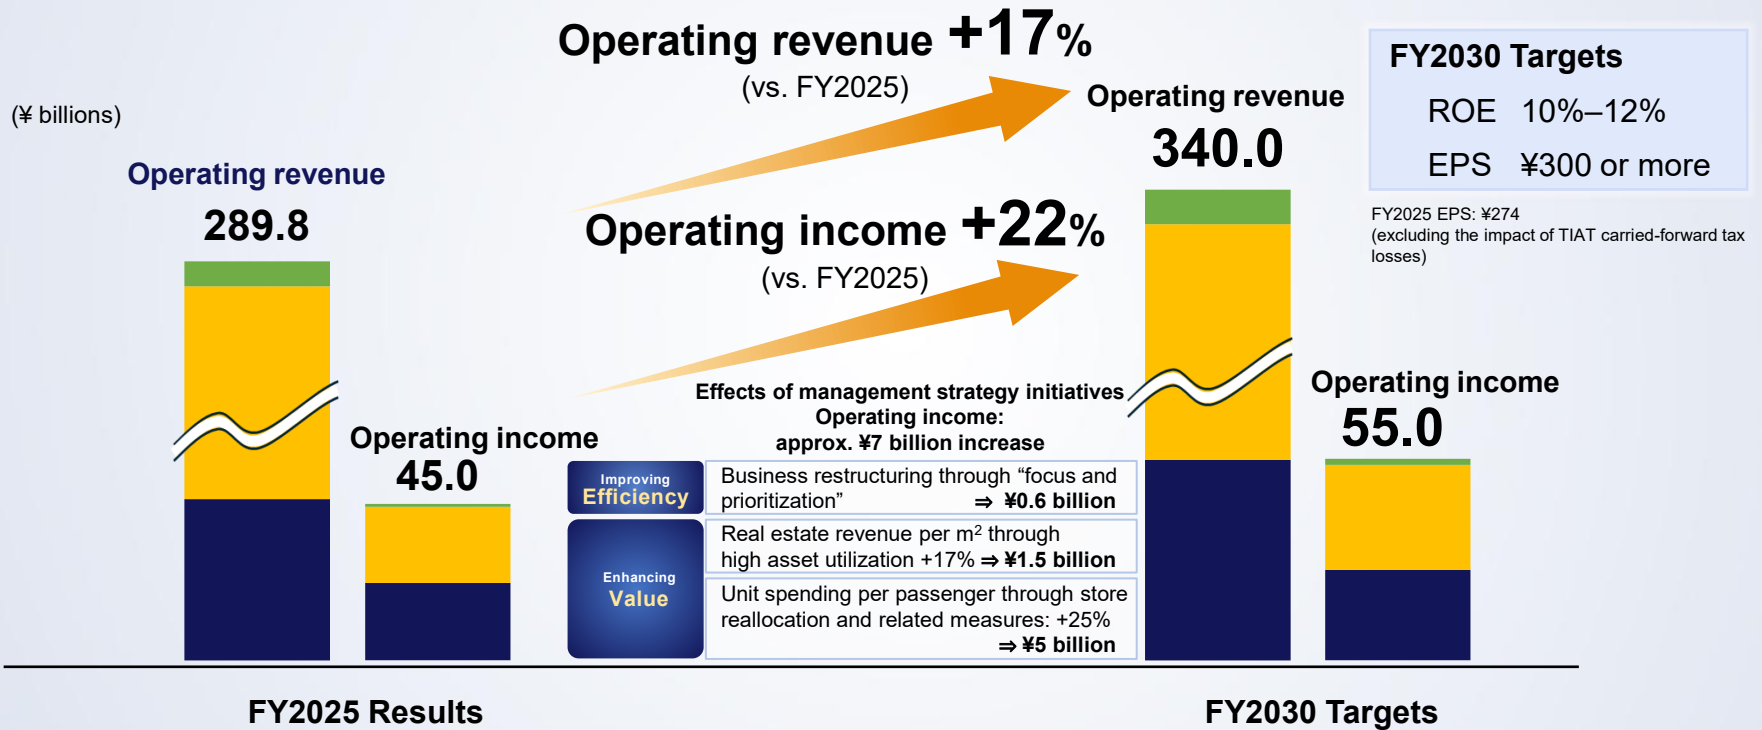 Operating revenue +17%
(vs. FY2025)
(¥ billions)
Operating revenue
289.8
Operating income +22%
(vs. FY2025)
Operating revenue
340.0
FY2030 Targets
ROE 10%–12%
EPS ¥300 or more
FY2025 EPS: ¥274
(excluding the impact of TIAT carried-forward tax
losses)
Operating income
45.0
Effects of management strategy initiatives
Operating income:
approx. ¥7 billion increase
Improving
Efficiency
Business restructuring through “focus and
prioritization” ⇒ ¥0.6 billion
Enhancing
Value
Real estate revenue per m² through
high asset utilization +17% ⇒ ¥1.5 billion
Unit spending per passenger through store
reallocation and related measures: +25%
⇒ ¥5 billion
Operating income
55.0
FY2025 Results
FY2030 Targets